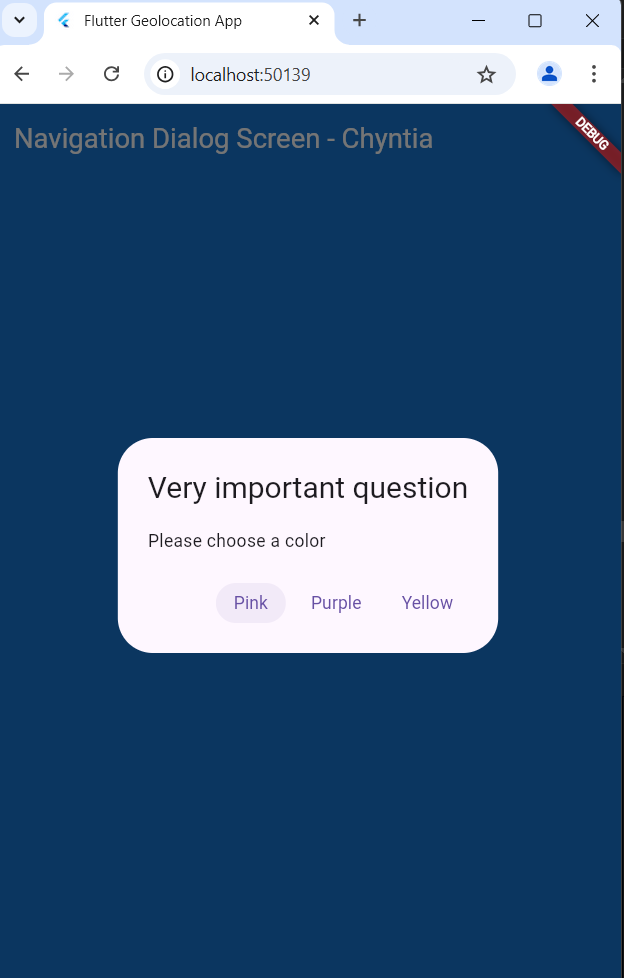 Flutter Geolocation App
localhost:50139
Navigation Dialog Screen - Chyntia
DEBUG
Very important question
Please choose a color
Pink Purple Yellow